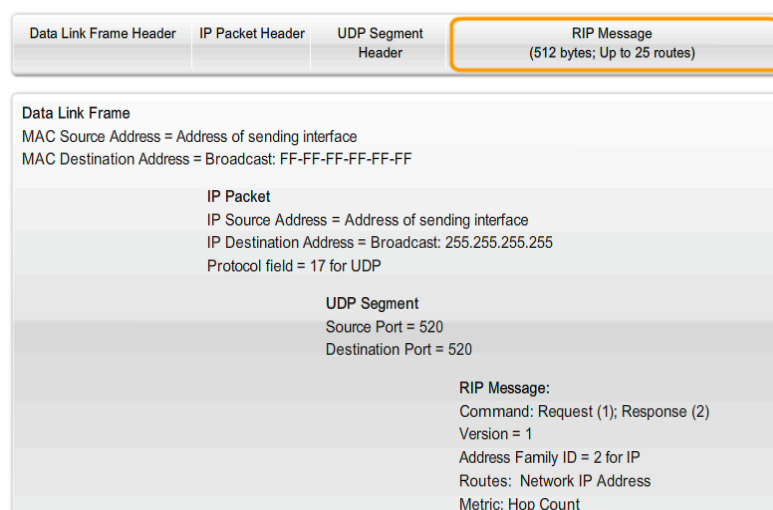 Data Link Frame Header
IP Packet Header
UDP Segment
Header
RIP Message
(512 bytes; Up to 25 routes)
Data Link Frame
MAC Source Address = Address of sending interface
MAC Destination Address = Broadcast: FF-FF-FF-FF-FF-FF
IP Packet
IP Source Address = Address of sending interface
IP Destination Address = Broadcast: 255.255.255.255
Protocol field = 17 for UDP
UDP Segment
Source Port = 520
Destination Port = 520
RIP Message:
Command: Request (1); Response (2)
Version = 1
Address Family ID = 2 for IP
Routes: Network IP Address
Metric: Hop Count